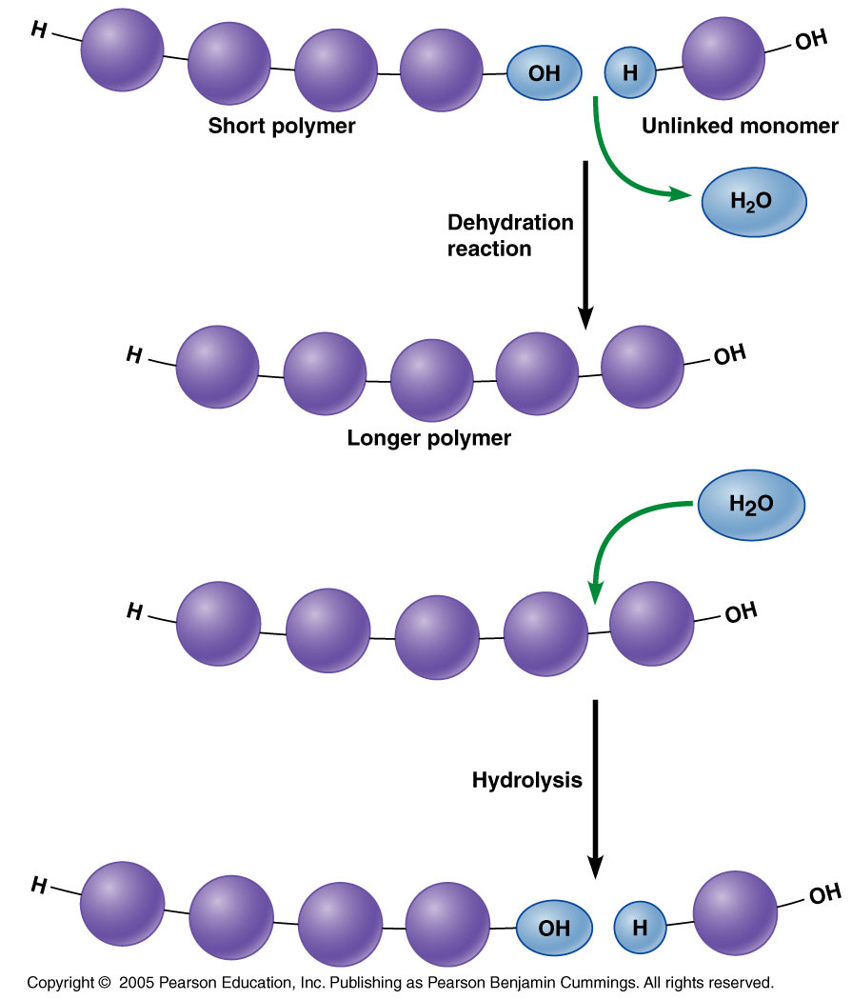 H
OH
H
OH
Short polymer
Unlinked monomer
H₂O
Dehydration
reaction
H
OH
Longer polymer
H₂O
H
OH
Hydrolysis
H
OH
H
OH
Copyright © 2005 Pearson Education, Inc. Publishing as Pearson Benjamin Cummings. All rights reserved.